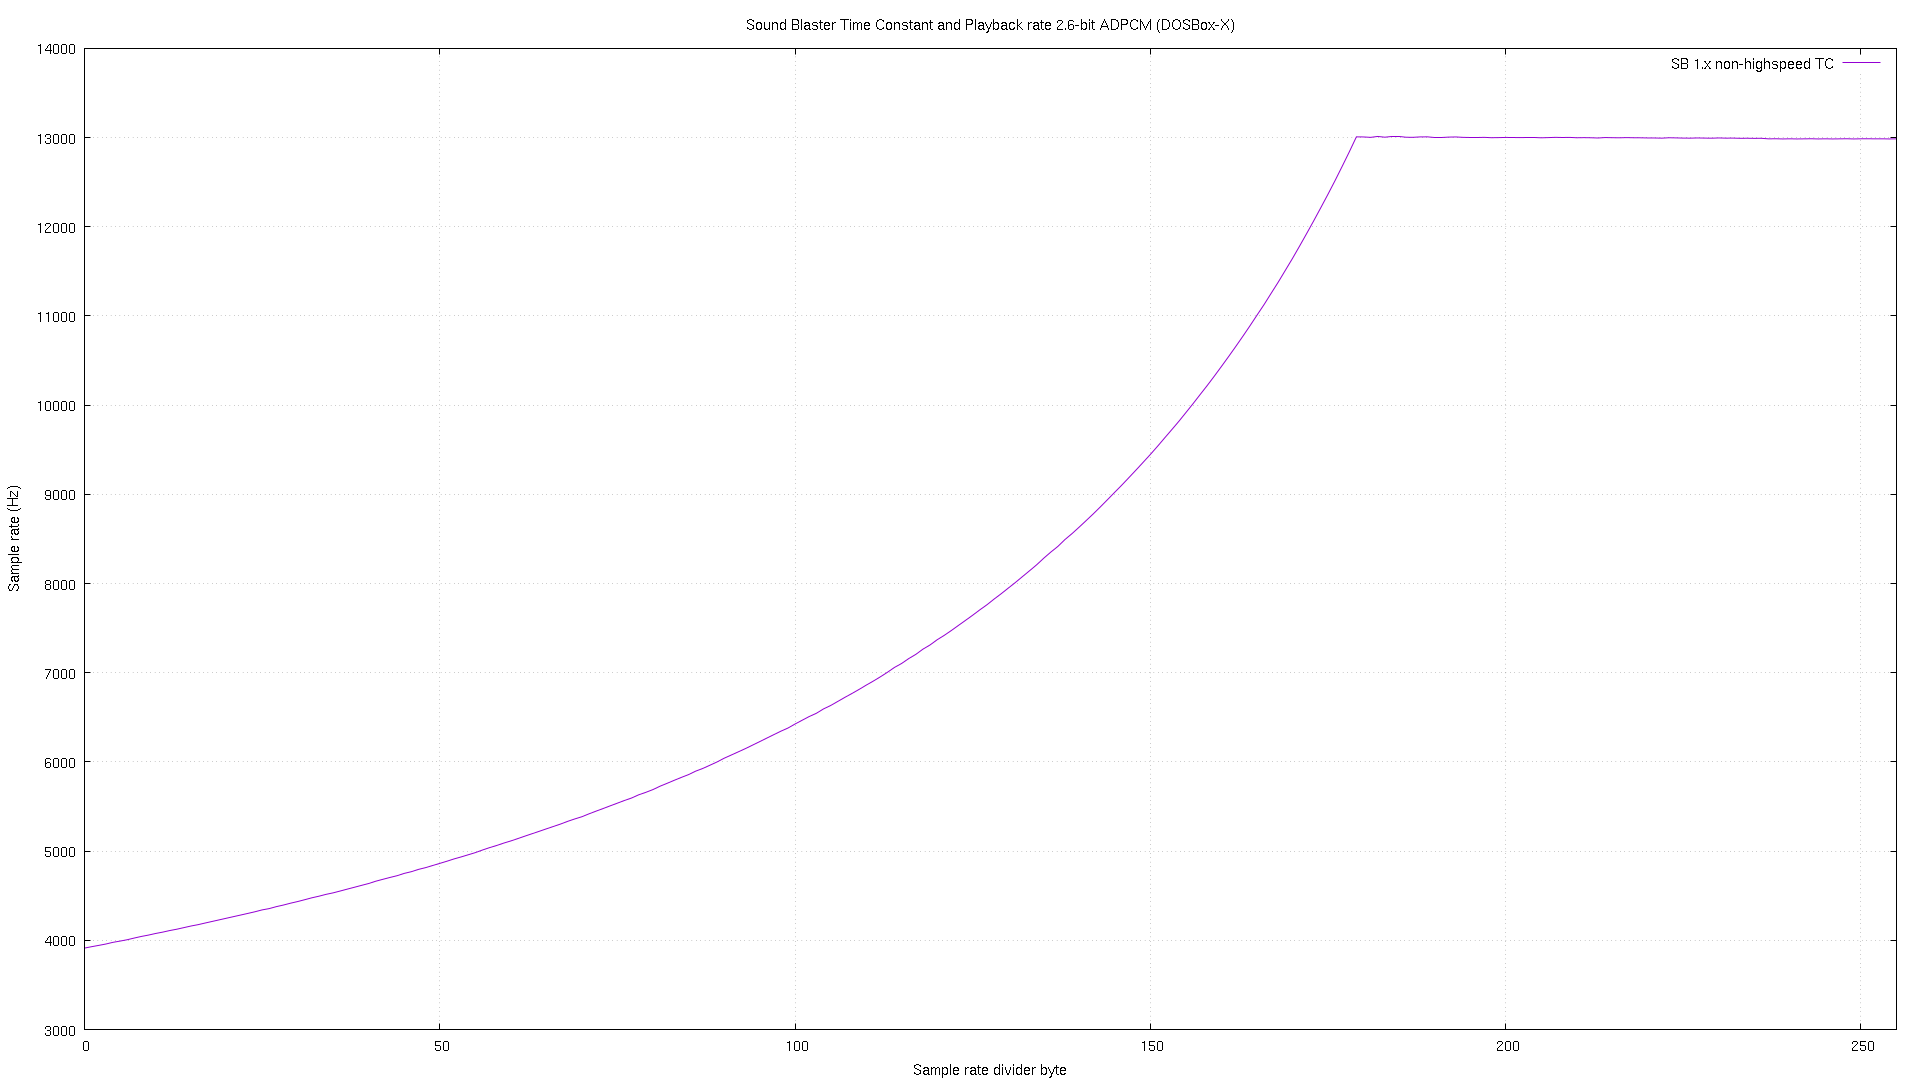 Sound Blaster Time Constant and Playback rate 2.6-bit ADPCM (DOSBox-X)
SB 1.x non-highspeed TC
14000
13000
12000
11000
10000
9000
8000
7000
6000
5000
4000
3000
Sample rate (Hz)
0 50 100 150 200 250
Sample rate divider byte